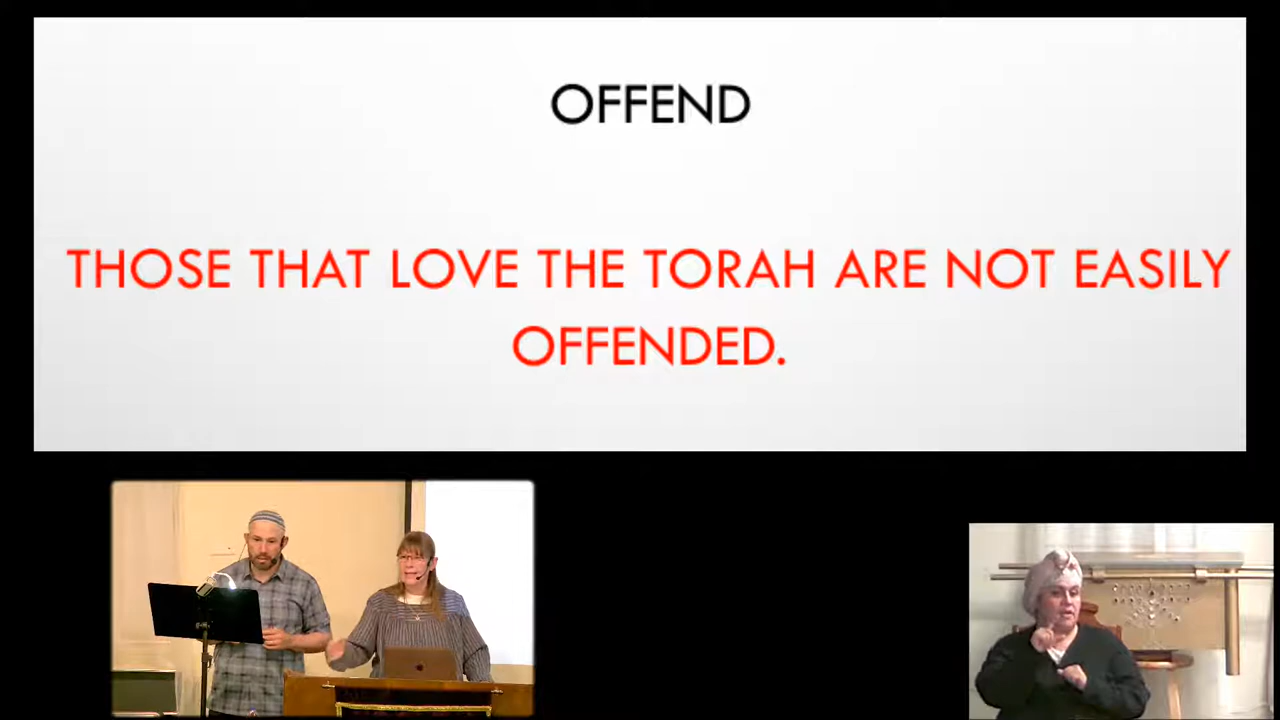 OFFEND
THOSE THAT LOVE THE TORAH ARE NOT EASILY
OFFENDED.